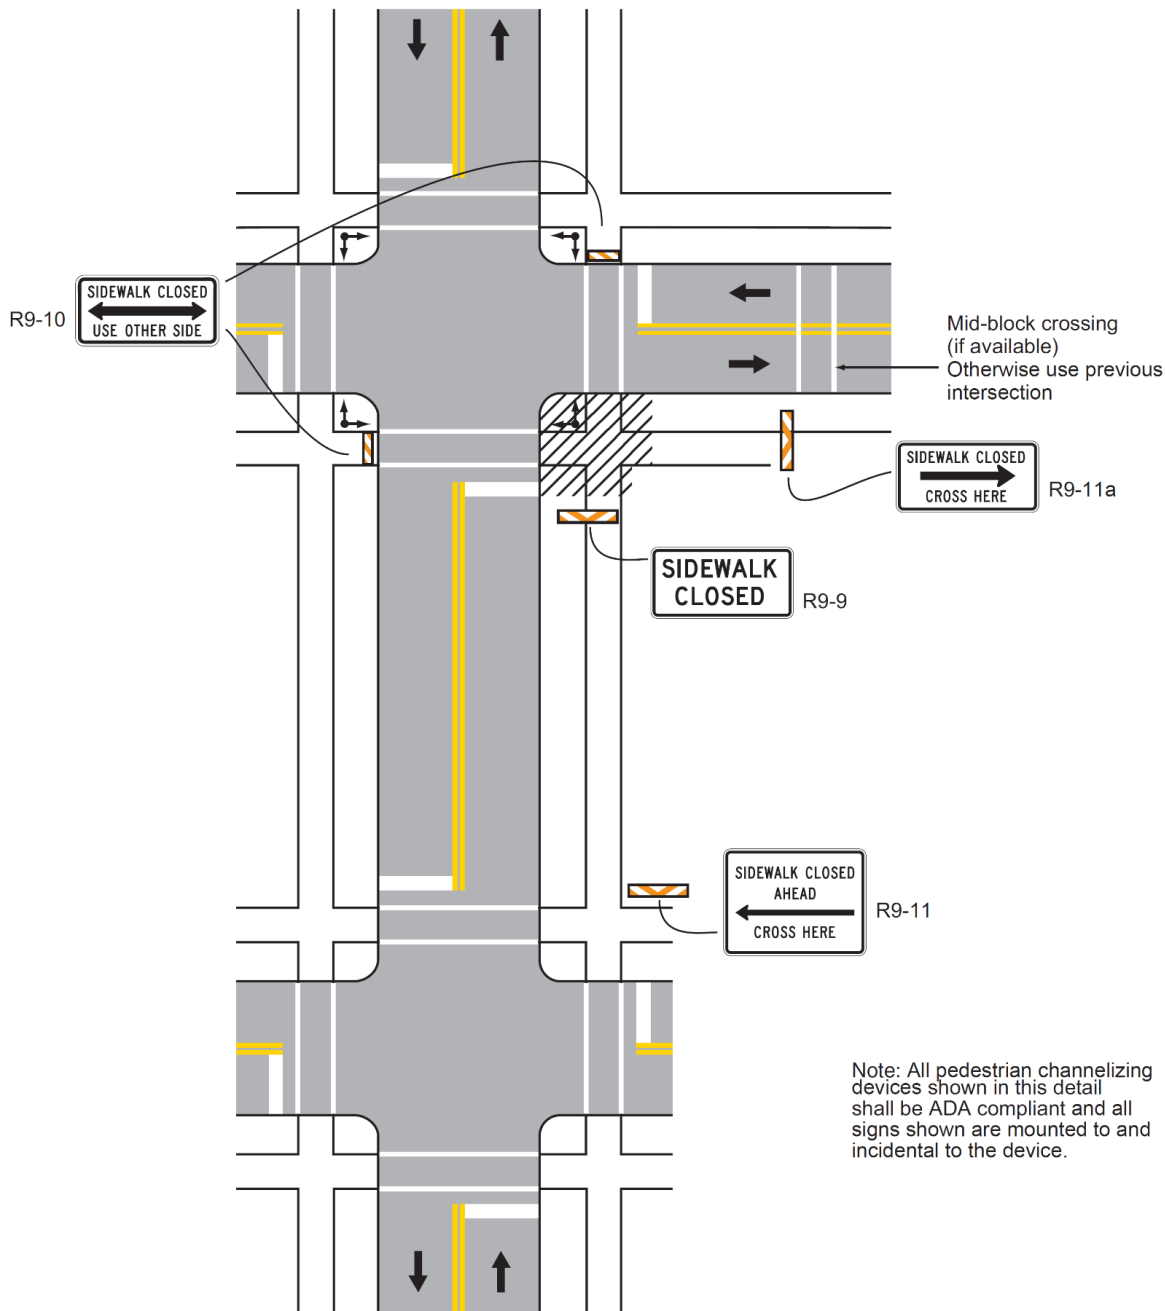 SIDEWALK CLOSED
USE OTHER SIDE
R9-10
Mid-block crossing
(if available)
Otherwise use previous
intersection
SIDEWALK CLOSED
CROSS HERE
R9-11a
SIDEWALK
CLOSED
R9-9
SIDEWALK CLOSED
AHEAD
CROSS HERE
R9-11
Note: All pedestrian channelizing
devices shown in this detail
shall be ADA compliant and all
signs shown are mounted to and
incidental to the device.